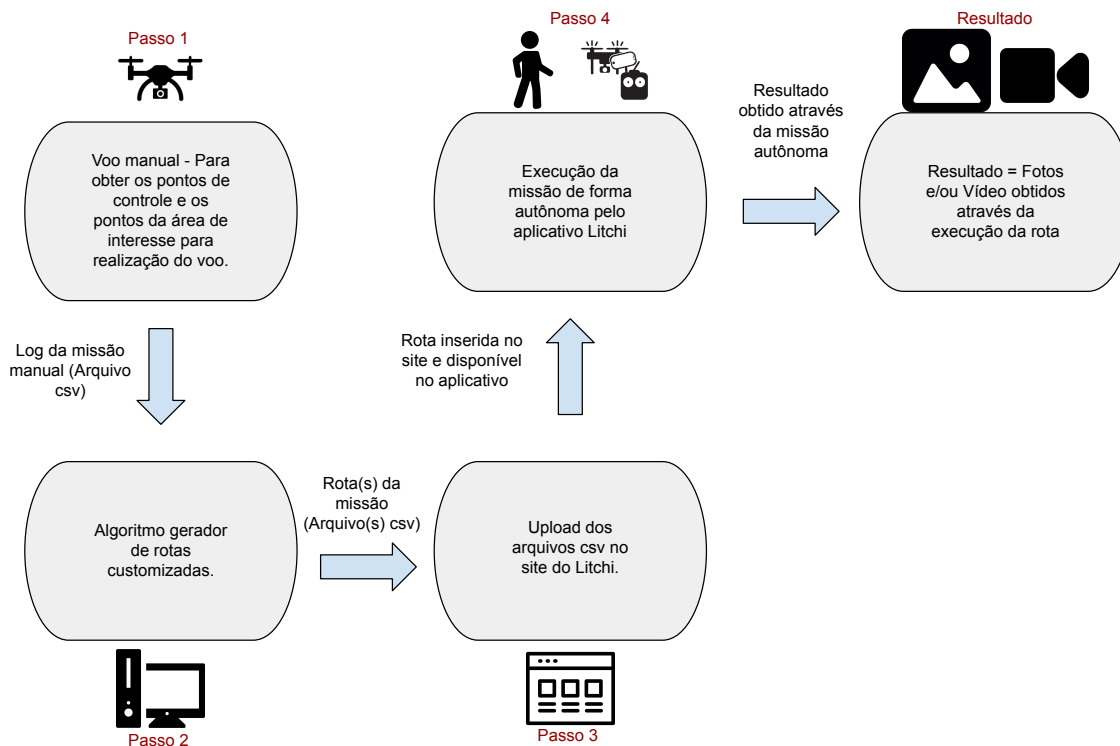 Passo 1
Voo manual - Para
obter os pontos de
controle e os
pontos da área de
interesse para
realização do voo.
Log da missão
manual (Arquivo
csv)
Algoritmo gerador
de rotas
customizadas.
Passo 2
Rota(s) da
missão
(Arquivo(s) csv)
Upload dos
arquivos csv no
site do Litchi.
Passo 3
Rota inserida no
site e disponível
no aplicativo
Passo 4
Execução da
missão de forma
autônoma pelo
aplicativo Litchi
Resultado
obtido através
da missão
autônoma
Resultado
Resultado = Fotos
e/ou Vídeo obtidos
através da
execução da rota